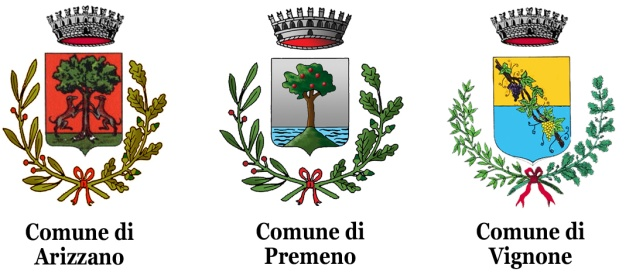 Comune di
Arizzano
Comune di
Premeno
Comune di
Vignone